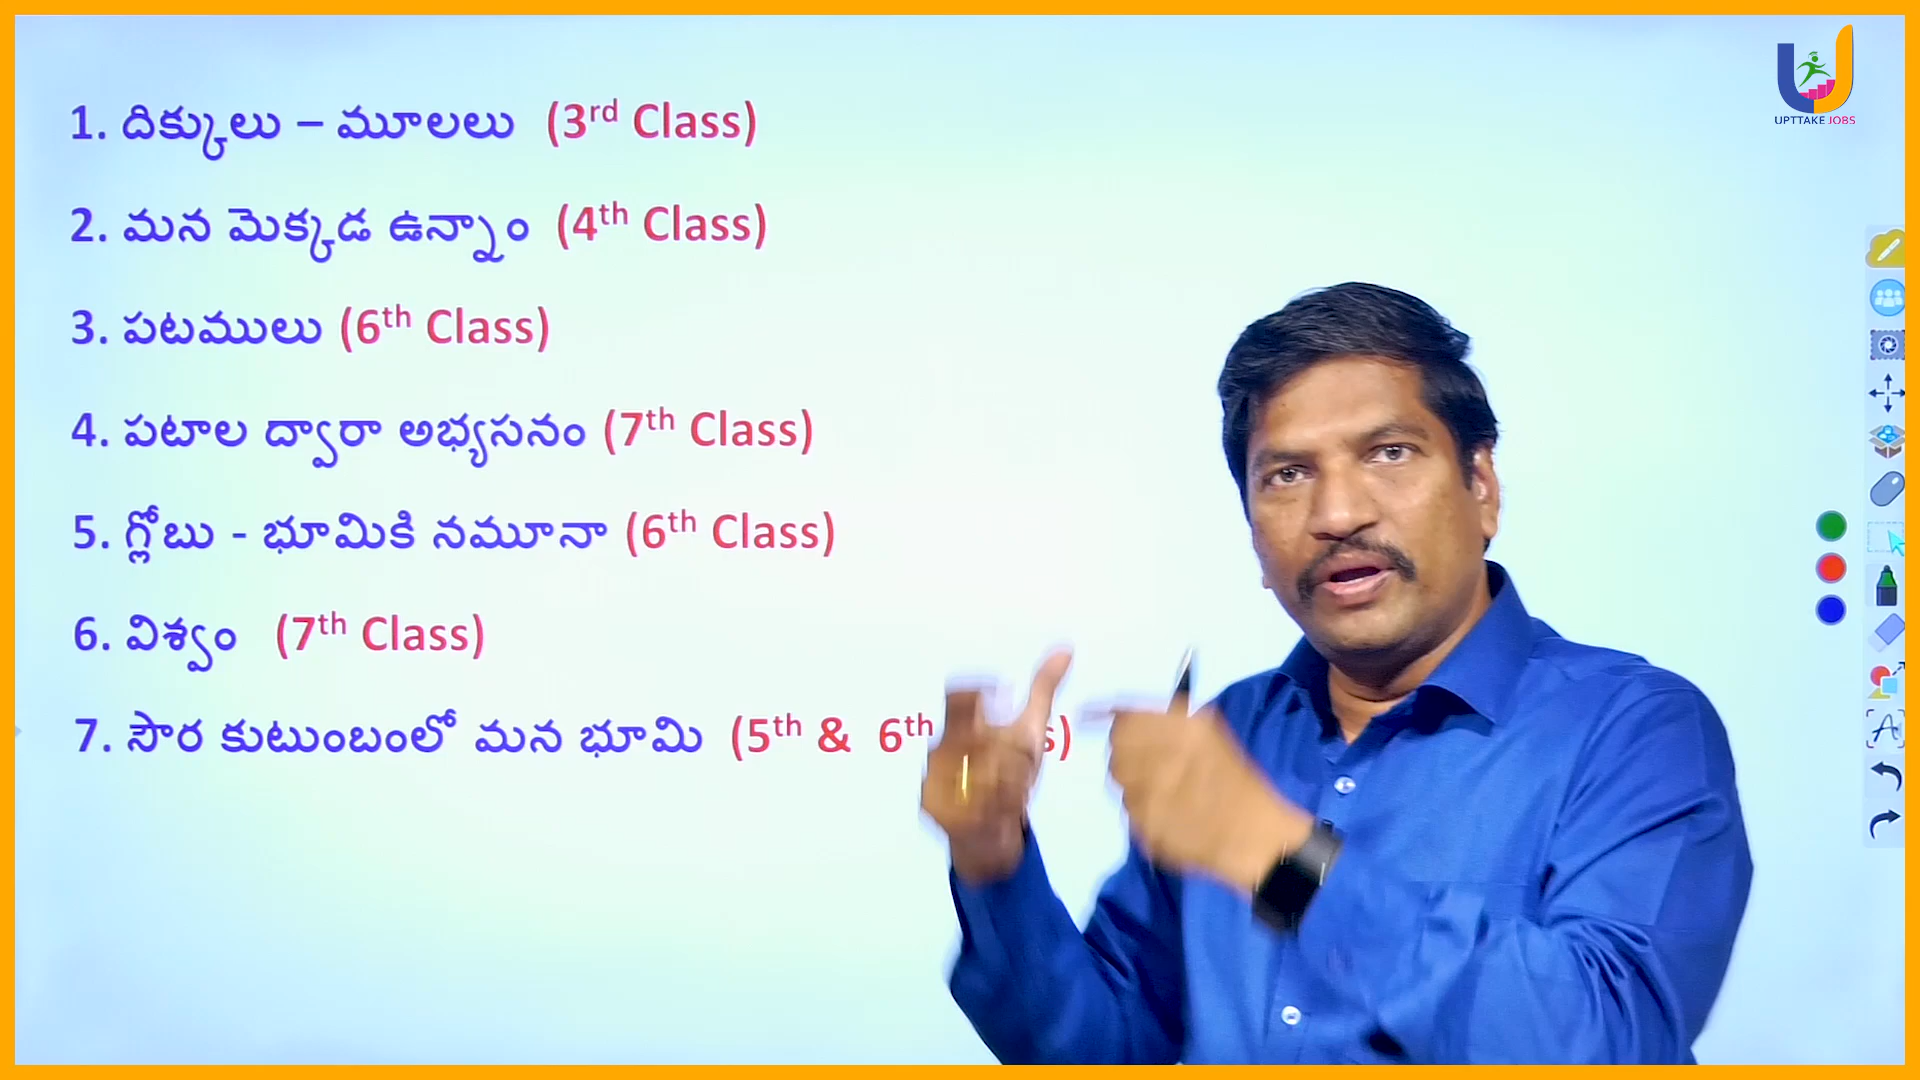 1. దిక్కులు – మూలలు (3rd Class)
2. మన మెక్కడ ఉన్నాం (4th Class)
3. పటములు (6th Class)
4. పటాల ద్వారా అభ్యసనం (7th Class)
5. గ్లోబు - భూమికి నమూనా (6th Class)
6. విశ్వం (7th Class)
7. సౌర కుటుంబంలో మన భూమి (5th & 6th
UPTTAKE JOBS